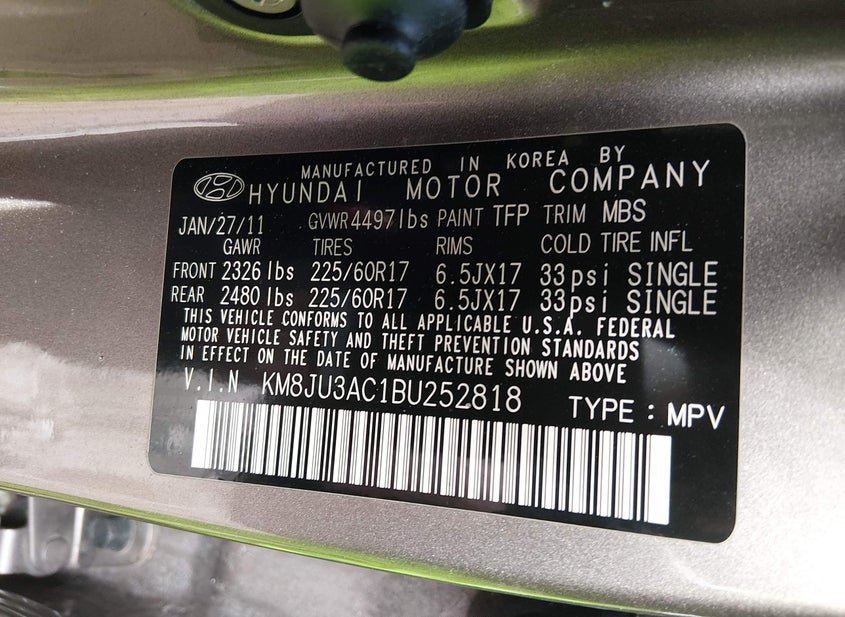 MANUFACTURED IN KOREA BY
HYUNDAI MOTOR COMPANY
JAN/27/11 GVWR 4497 lbs PAINT TFP TRIM MBS
GAWR TIRES RIMS COLD TIRE INFL
FRONT 2326 lbs 225/60R17 6.5JX17 33psi SINGLE
REAR 2480 lbs 225/60R17 6.5JX17 33psi SINGLE
THIS VEHICLE CONFORMS TO ALL APPLICABLE U.S.A. FEDERAL
MOTOR VEHICLE SAFETY AND THEFT PREVENTION STANDARDS
IN EFFECT ON THE DATE OF MANUFACTURE SHOWN ABOVE
V.I.N KM8JU3AC1BU252818 TYPE : MPV